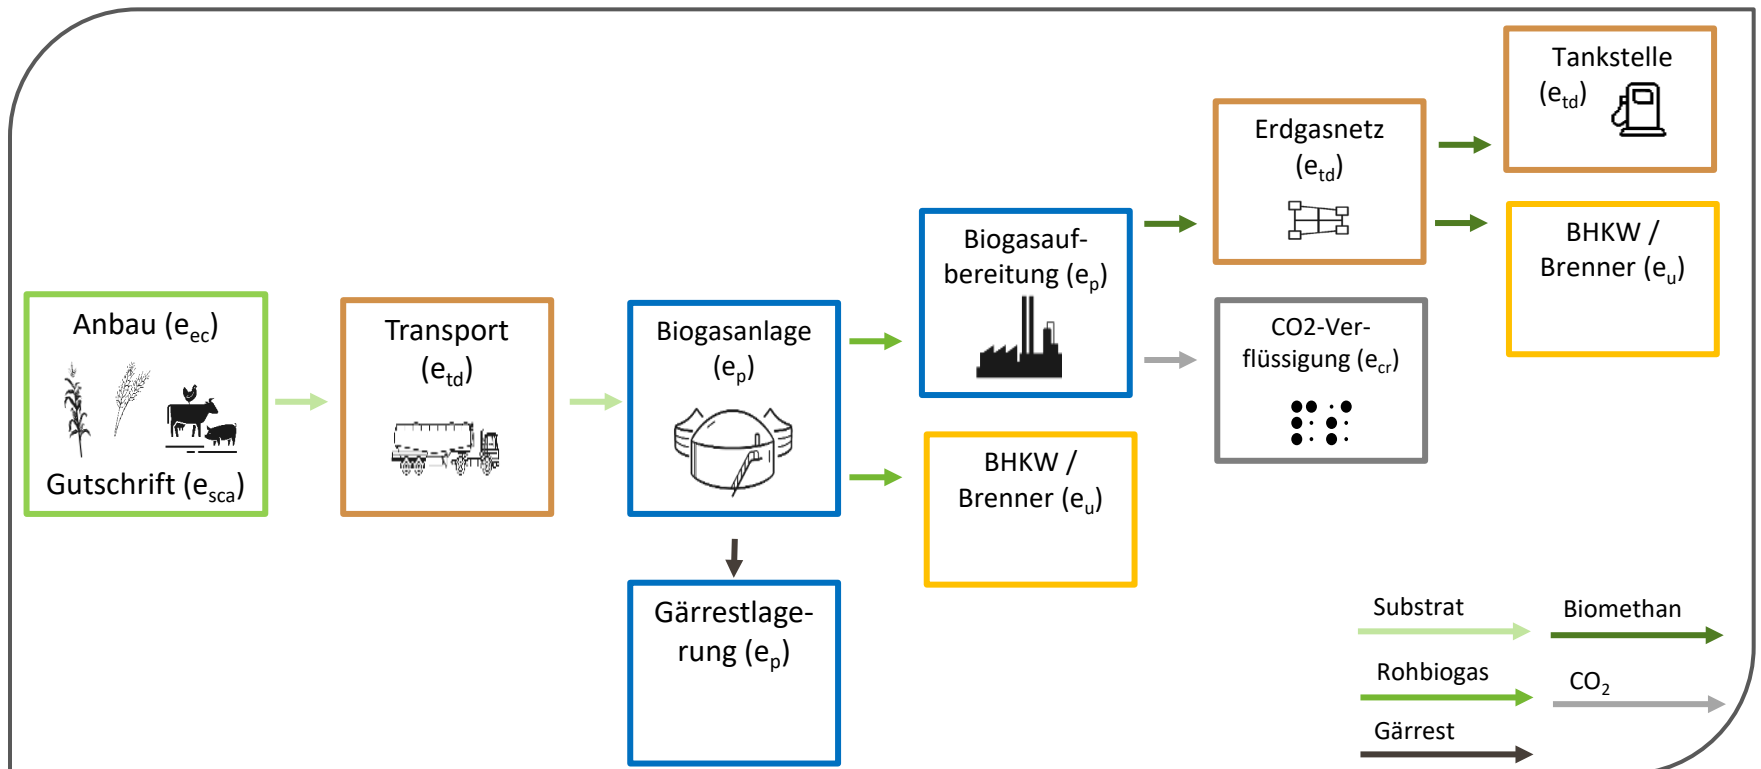 Anbau (eec)
Gutschrift (esca)
Transport
(etd)
Biogasanlage
(ep)
Gärrestlage-
rung (ep)
Biogasauf-
bereitung (ep)
BHKW /
Brenner (eu)
Erdgasnetz
(etd)
CO2-Ver-
flüssigung (ecr)
Tankstelle
(etd)
BHKW /
Brenner (eu)
Substrat
Biomethan
Rohbiogas
CO2
Gärrest